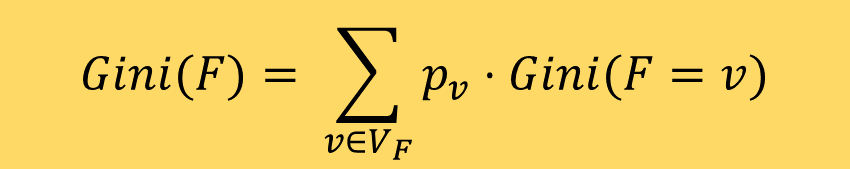 Gini(F) = ∑_{v∈V_F} p_v · Gini(F = v)